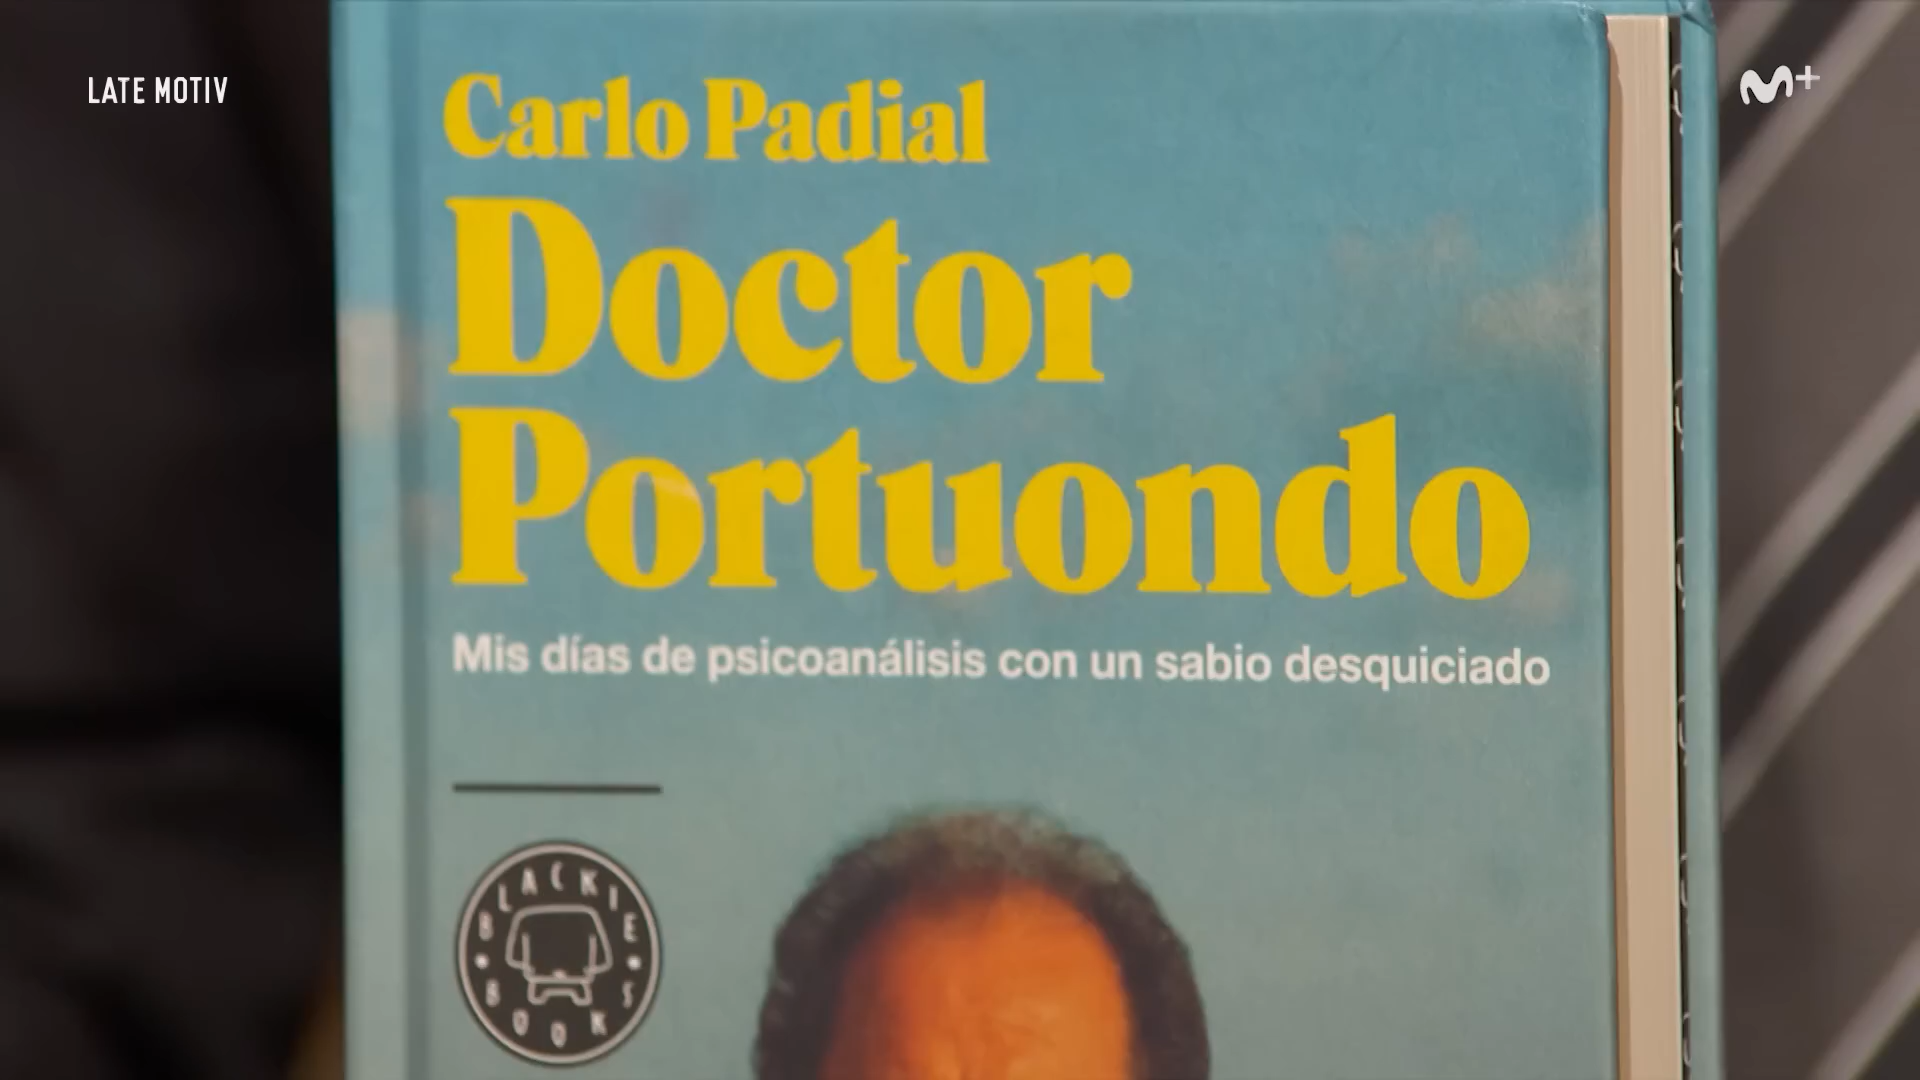 LATE MOTIV
M+
Carlo Padial
Doctor
Portuondo
Mis días de psicoanálisis con un sabio desquiciado
BLACKIE
BOOKS